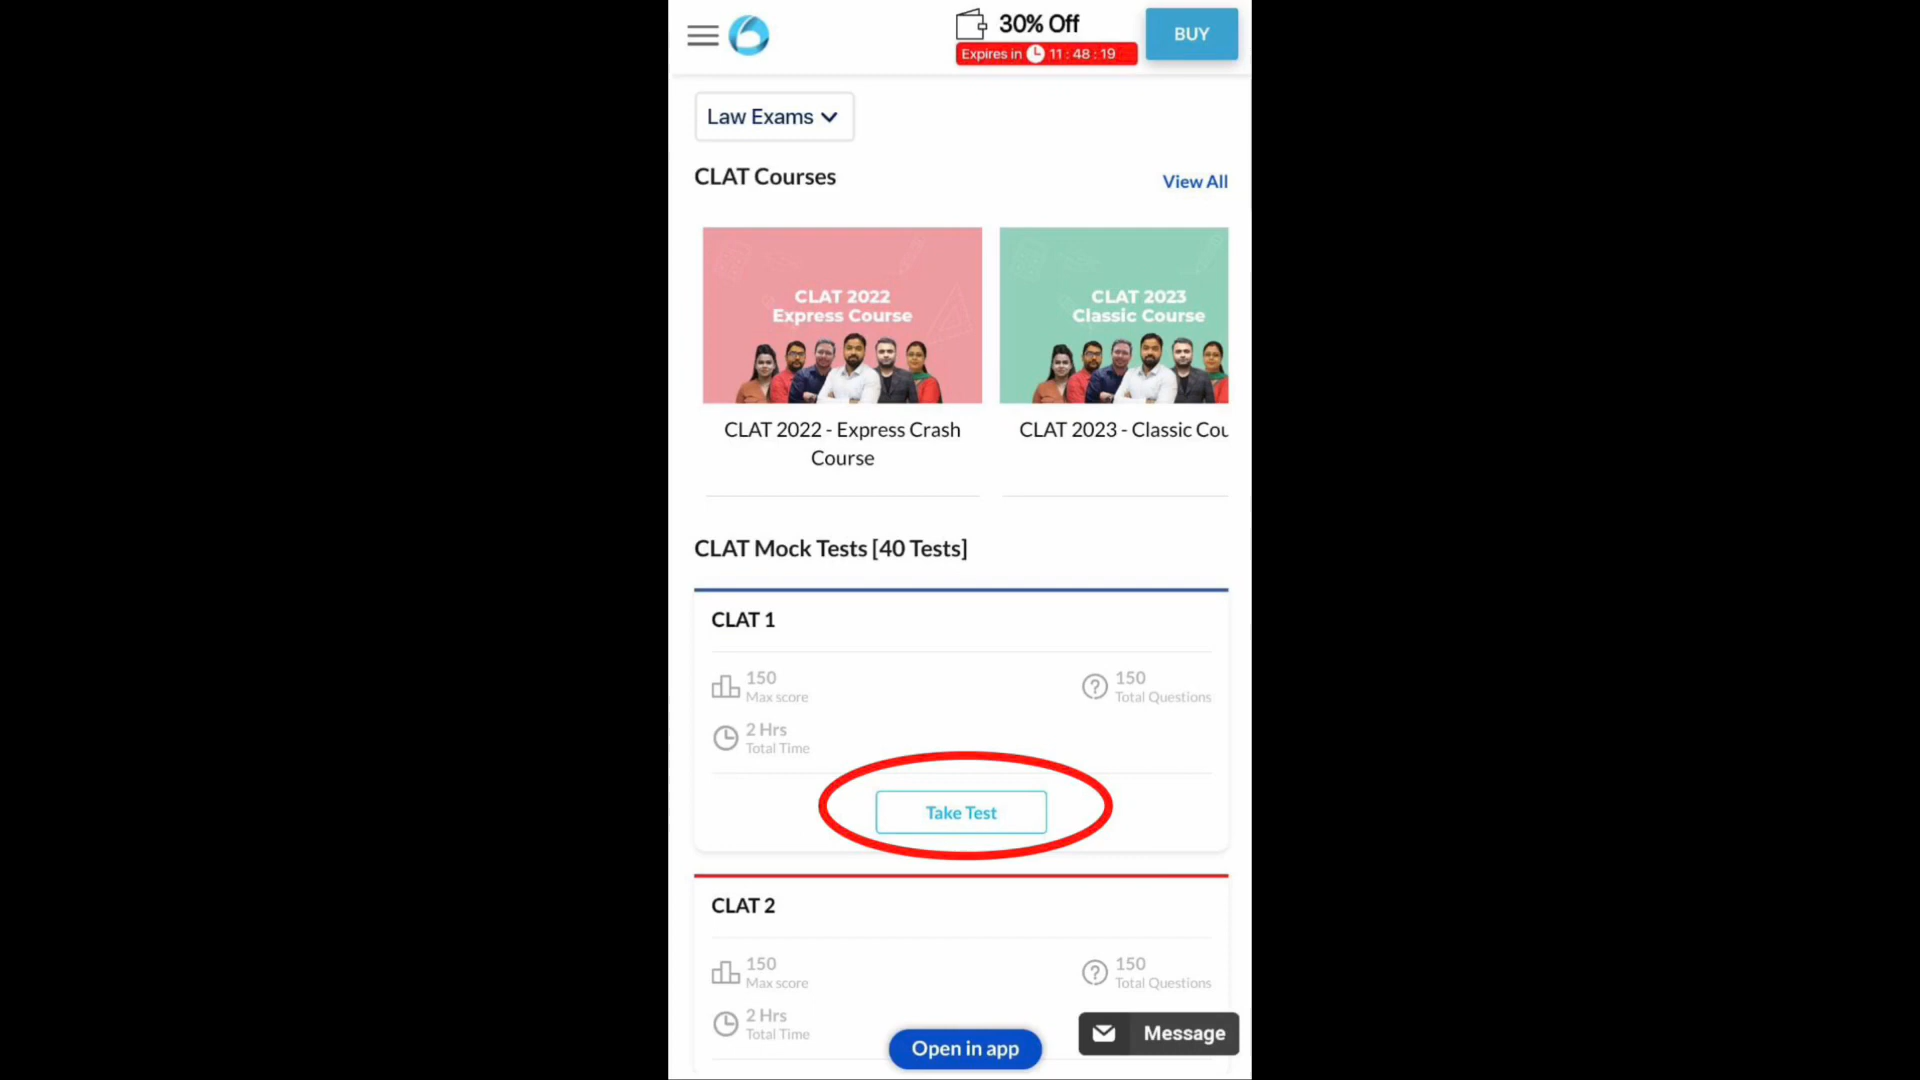 30% Off
BUY
Expires in 11 : 48 : 19
Law Exams
CLAT Courses
View All
CLAT 2022
Express Course
CLAT 2023
Classic Course
CLAT 2022 - Express Crash
Course
CLAT 2023 - Classic Cou
CLAT Mock Tests [40 Tests]
CLAT 1
150
Max score
150
Total Questions
2 Hrs
Total Time
Take Test
CLAT 2
150
Max score
150
Total Questions
2 Hrs
Total Time
Open in app
Message